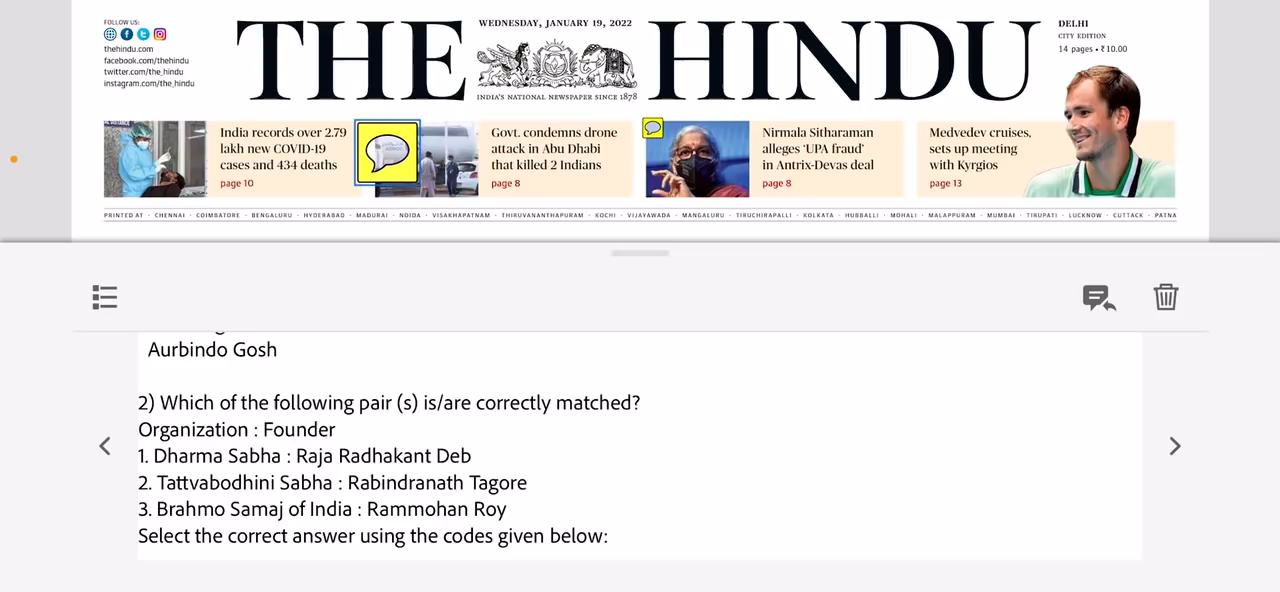 FOLLOW US:
thehindu.com
facebook.com/thehindu
twitter.com/the_hindu
instagram.com/the_hindu
THE HINDU
WEDNESDAY, JANUARY 19, 2022
INDIA'S NATIONAL NEWSPAPER SINCE 1878
DELHI
CITY EDITION
14 pages • ₹10.00
India records over 2.79
lakh new COVID-19
cases and 434 deaths
page 10
Govt. condemns drone
attack in Abu Dhabi
that killed 2 Indians
page 8
Nirmala Sitharaman
alleges ‘UPA fraud’
in Antrix-Devas deal
page 8
Medvedev cruises,
sets up meeting
with Kyrgios
page 13
PRINTED AT · CHENNAI · COIMBATORE · BENGALURU · HYDERABAD · MADURAI · NOIDA · VISAKHAPATNAM · THIRUVANANTHAPURAM · KOCHI · VIJAYAWADA · MANGALURU · TIRUCHIRAPALLI · KOLKATA · HUBBALLI · MOHALI · MALAPPURAM · MUMBAI · TIRUPATI · LUCKNOW · CUTTACK · PATNA
Aurbindo Gosh
2) Which of the following pair (s) is/are correctly matched?
Organization : Founder
1. Dharma Sabha : Raja Radhakant Deb
2. Tattvabodhini Sabha : Rabindranath Tagore
3. Brahmo Samaj of India : Rammohan Roy
Select the correct answer using the codes given below: